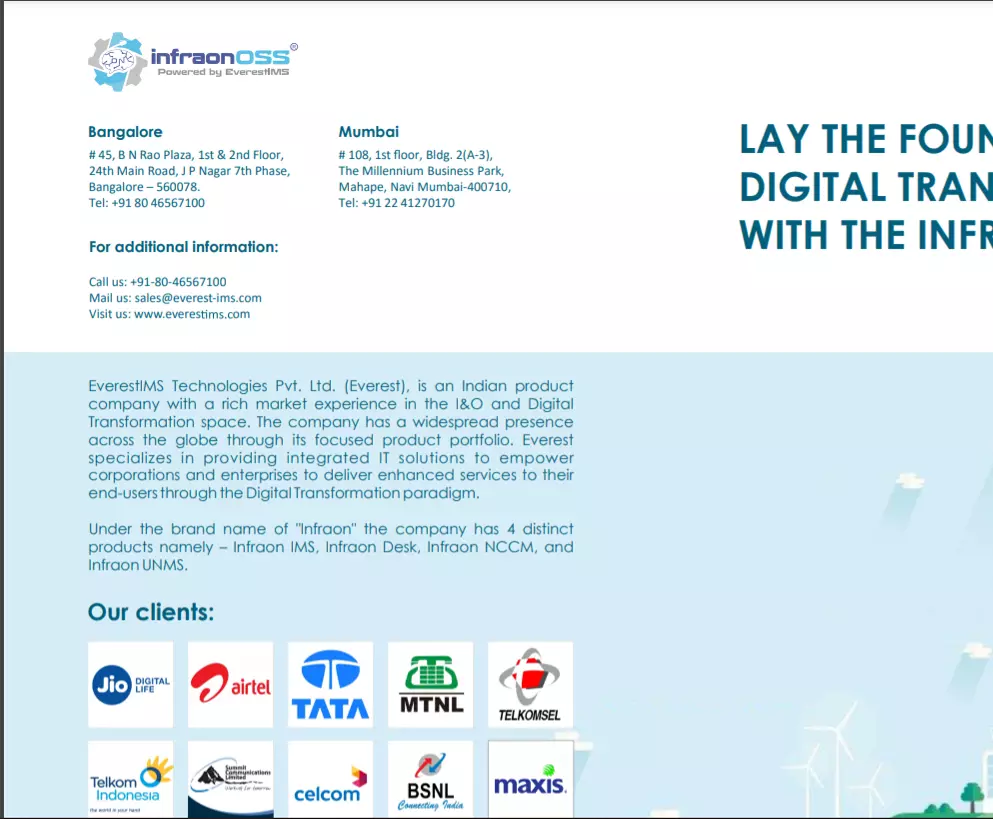 infraonOSS®
Powered by EverestIMS
Bangalore
# 45, B N Rao Plaza, 1st & 2nd Floor,
24th Main Road, J P Nagar 7th Phase,
Bangalore – 560078.
Tel: +91 80 46567100
Mumbai
# 108, 1st floor, Bldg. 2(A-3),
The Millennium Business Park,
Mahape, Navi Mumbai-400710,
Tel: +91 22 41270170
For additional information:
Call us: +91-80-46567100
Mail us: sales@everest-ims.com
Visit us: www.everestims.com
LAY THE FOUN
DIGITAL TRAN
WITH THE INFR
EverestIMS Technologies Pvt. Ltd. (Everest), is an Indian product
company with a rich market experience in the I&O and Digital
Transformation space. The company has a widespread presence
across the globe through its focused product portfolio. Everest
specializes in providing integrated IT solutions to empower
corporations and enterprises to deliver enhanced services to their
end-users through the Digital Transformation paradigm.
Under the brand name of "Infraon" the company has 4 distinct
products namely – Infraon IMS, Infraon Desk, Infraon NCCM, and
Infraon UNMS.
Our clients:
Jio DIGITAL
LIFE
airtel
TATA
MTNL
TELKOMSEL
Telkom
Indonesia
the world in your hand
Summit
Communications
Limited
celcom
BSNL
Connecting India
maxis.